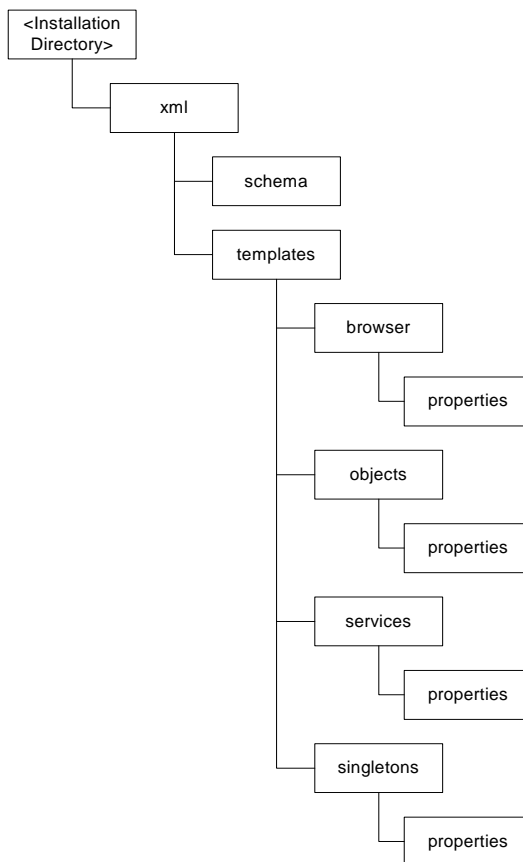 <Installation
Directory>
xml
schema
templates
browser
properties
objects
properties
services
properties
singletons
properties